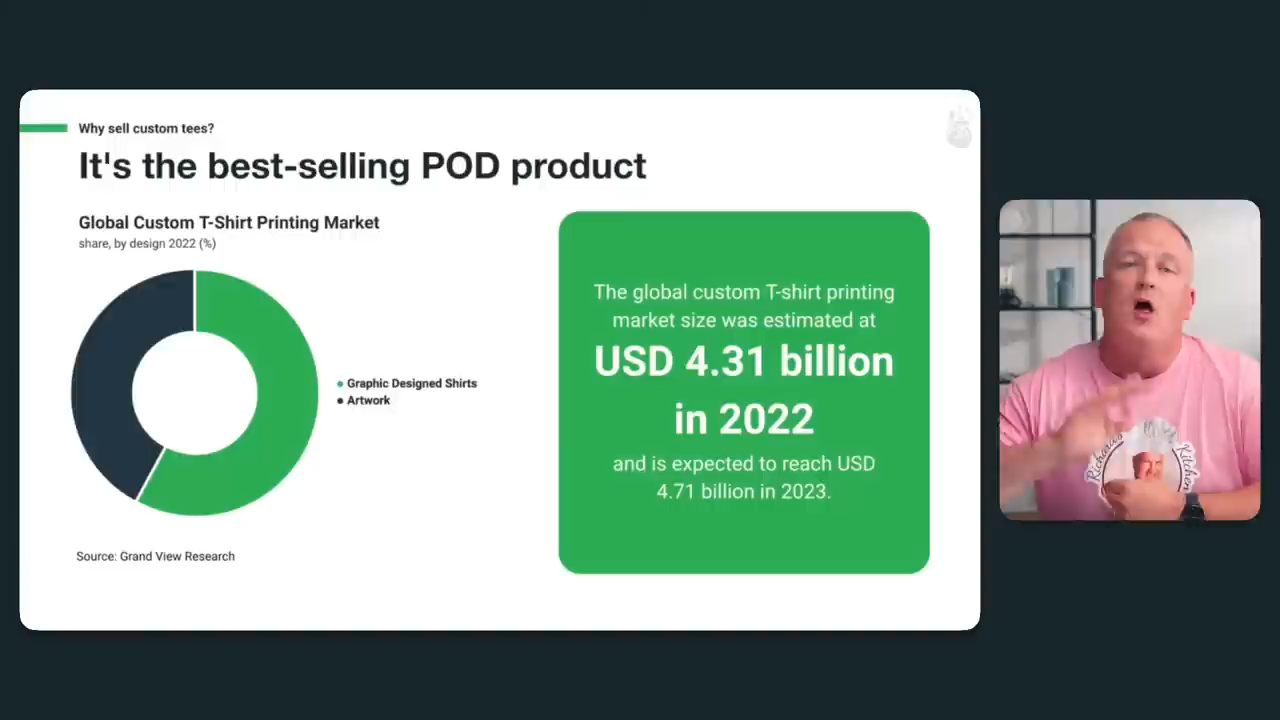 Why sell custom tees?
It's the best-selling POD product
Global Custom T-Shirt Printing Market
share, by design 2022 (%)
Graphic Designed Shirts
Artwork
Source: Grand View Research
The global custom T-shirt printing
market size was estimated at
USD 4.31 billion
in 2022
and is expected to reach USD
4.71 billion in 2023.
Richard's
Kitchen